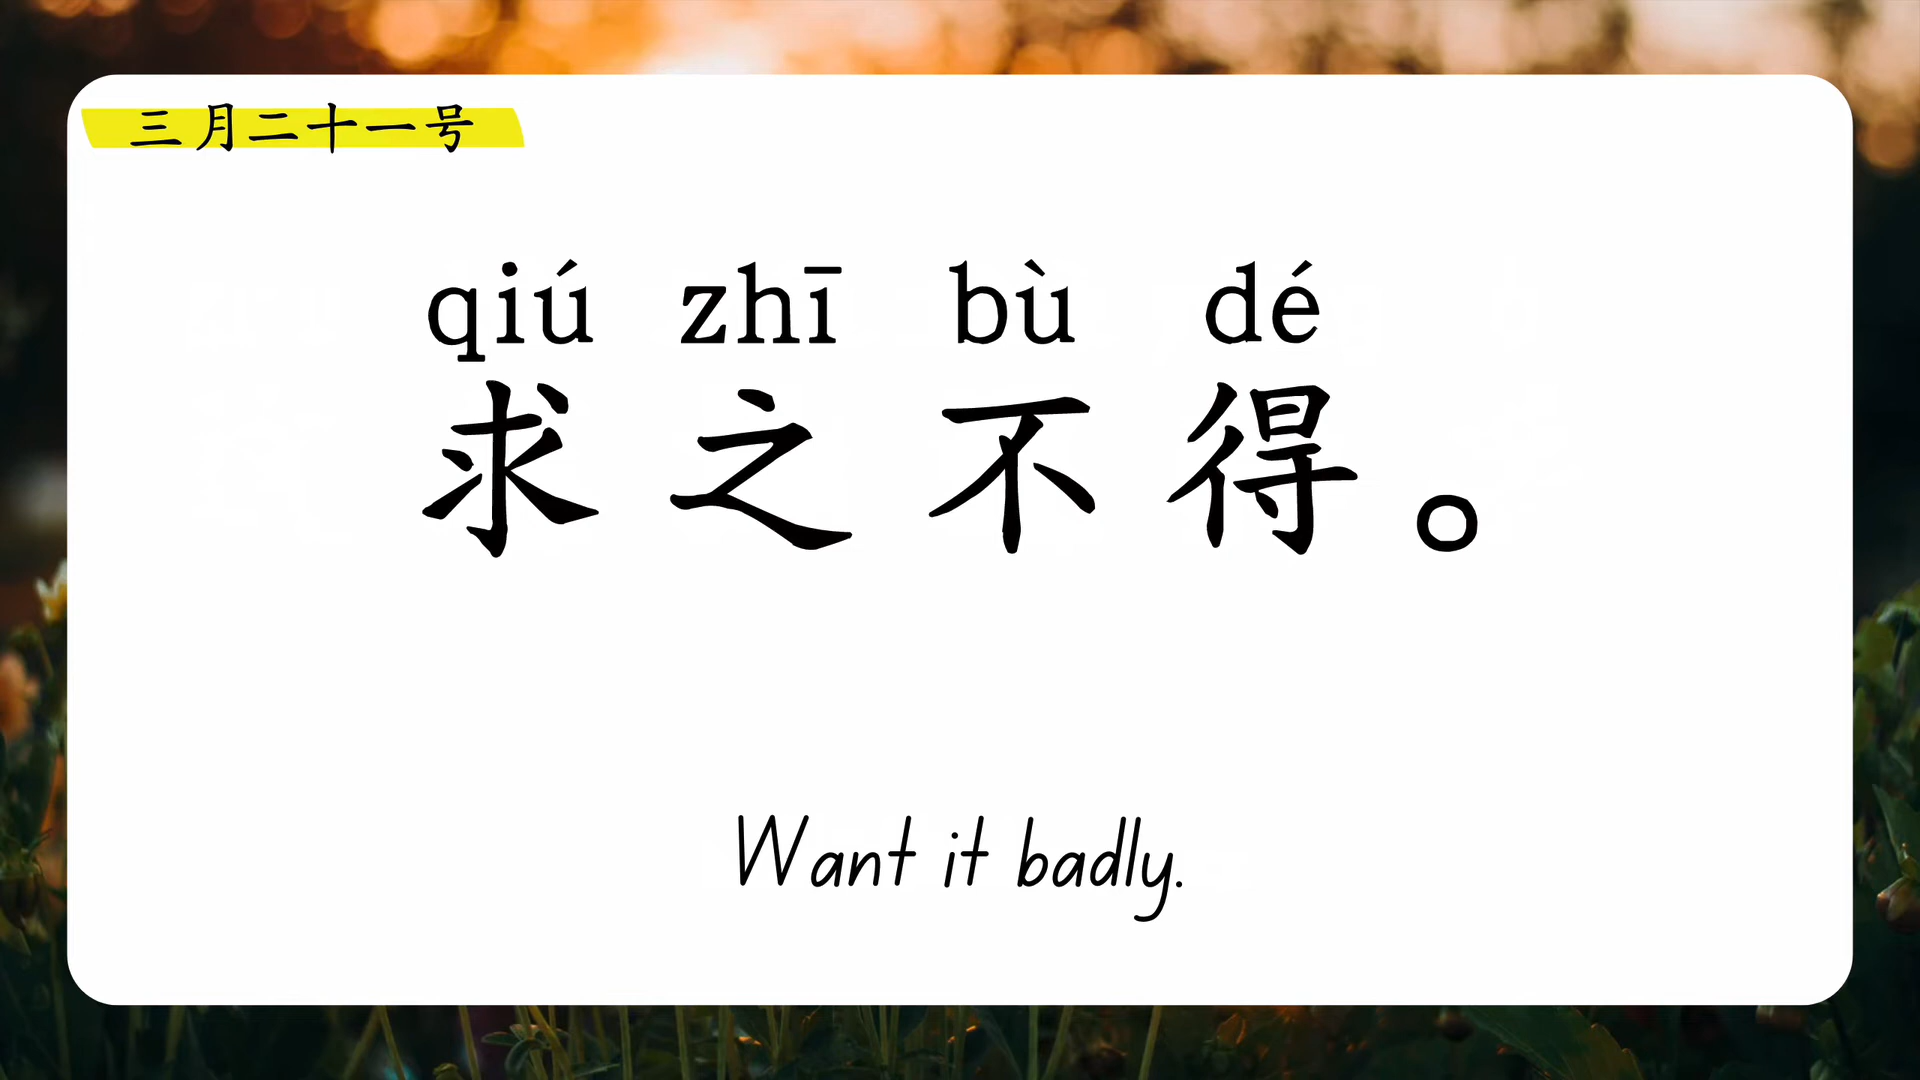 三月二十一号
qiú zhī bù dé
求之不得。
Want it badly.